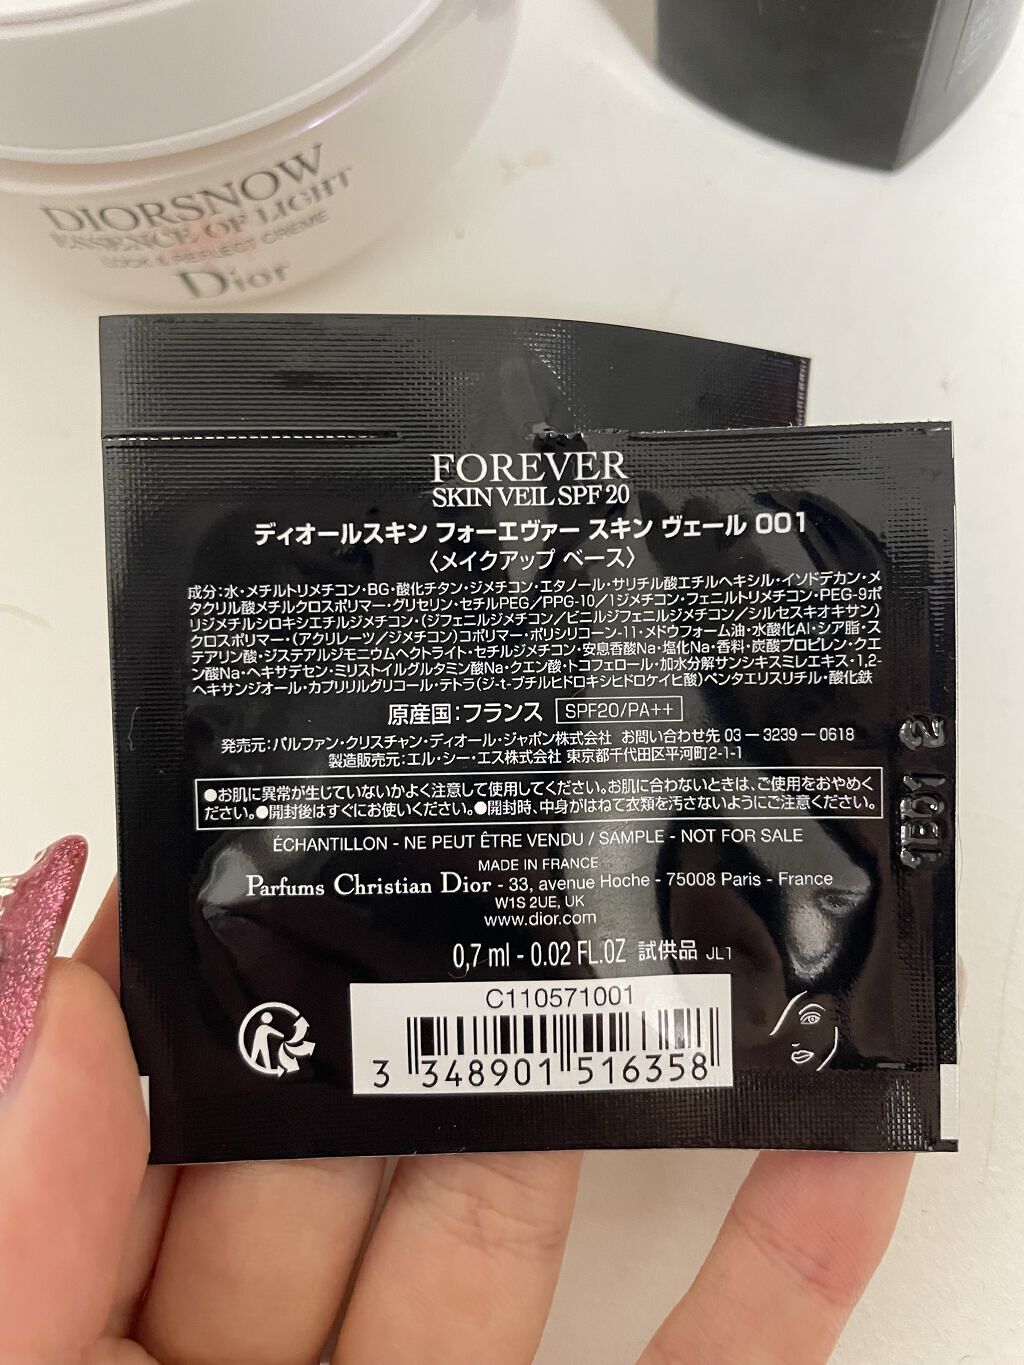 DIORSNOW
ESSENCE OF LIGHT
LOCK & REFLECT CREME
Dior
FOREVER
SKIN VEIL SPF 20
ディオールスキン フォーエヴァー スキン ヴェール 001
〈メイクアップ ベース〉
成分：水・メチルトリメチコン・BG・酸化チタン・ジメチコン・エタノール・サリチル酸エチルヘキシル・イソドデカン・メ
タクリル酸メチルクロスポリマー・グリセリン・セチルPEG／PPG-10／1ジメチコン・フェニルトリメチコン・PEG-9ポ
リジメチルシロキシエチルジメチコン・(ジフェニルジメチコン／ビニルジフェニルジメチコン／シルセスキオキサン)
クロスポリマー・(アクリレーツ／ジメチコン)コポリマー・ポリシリコーン-11・メドウフォーム油・水酸化Al・シア脂・ス
テアリン酸・ジステアルジモニウムヘクトライト・セチルジメチコン・安息香酸Na・塩化Na・香料・炭酸プロピレン・クエ
ン酸Na・ヘキサデセン・ミリストイルグルタミン酸Na・クエン酸・トコフェロール・加水分解サンシキスミレエキス・1,2-
ヘキサンジオール・カプリリルグリコール・テトラ(ジ-t-ブチルヒドロキシヒドロケイヒ酸)ペンタエリスリチル・酸化鉄
原産国：フランス SPF20/PA++
発売元：パルファン・クリスチャン・ディオール・ジャポン株式会社 お問い合わせ先 03－3239－0618
製造販売元：エル・シー・エス株式会社 東京都千代田区平河町2-1-1
●お肌に異常が生じていないかよく注意して使用してください。お肌に合わないときは、ご使用をおやめく
ださい。●開封後はすぐにお使いください。●開封時、中身がはねて衣類を汚さないようにご注意ください。
ÉCHANTILLON - NE PEUT ÊTRE VENDU / SAMPLE - NOT FOR SALE
MADE IN FRANCE
Parfums Christian Dior - 33, avenue Hoche - 75008 Paris - France
W1S 2UE, UK
www.dior.com
0,7 ml - 0.02 FL.OZ 試供品 JL1
C110571001
3 348901 516358
1BD1 2